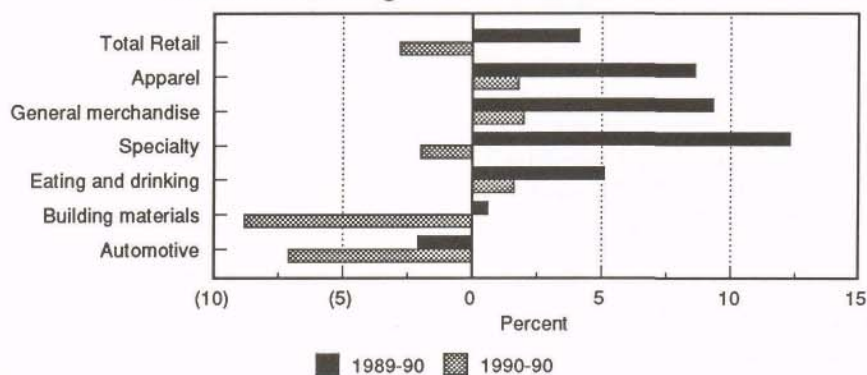 Total Retail
Apparel
General merchandise
Specialty
Eating and drinking
Building materials
Automotive
(10) (5) 0 5 10 15
Percent
1989-90 1990-90